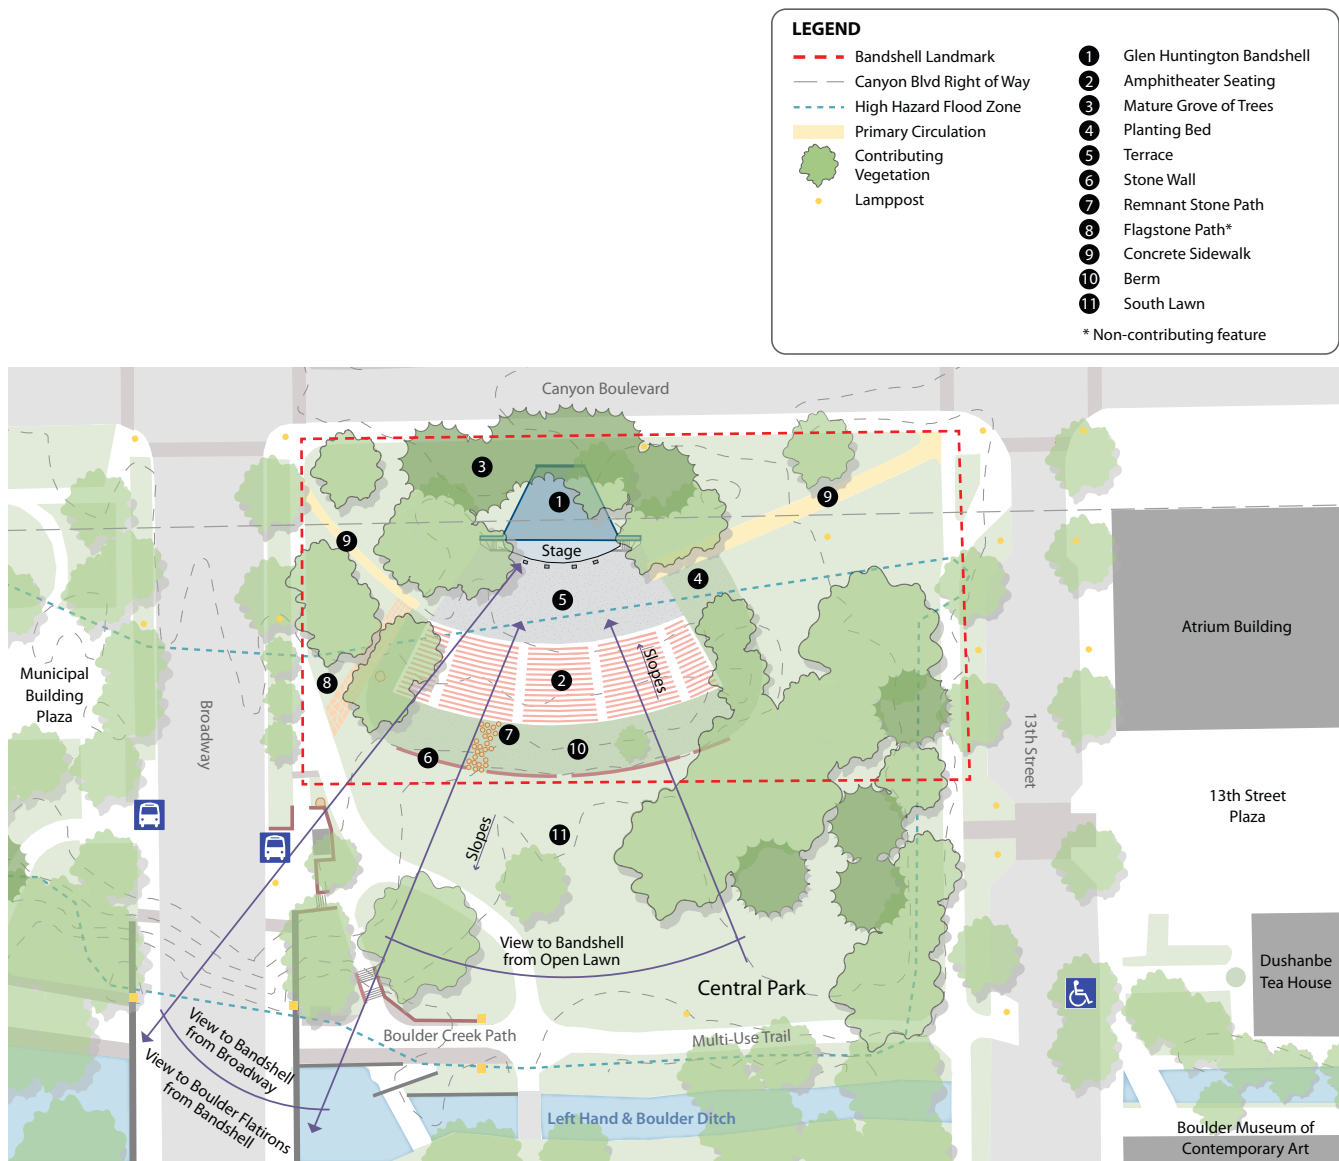 LEGEND
Bandshell Landmark
Canyon Blvd Right of Way
High Hazard Flood Zone
Primary Circulation
Contributing
Vegetation
Lamppost
1 Glen Huntington Bandshell
2 Amphitheater Seating
3 Mature Grove of Trees
4 Planting Bed
5 Terrace
6 Stone Wall
7 Remnant Stone Path
8 Flagstone Path*
9 Concrete Sidewalk
10 Berm
11 South Lawn
* Non-contributing feature
Canyon Boulevard
3
1
9
9
Stage
4
5
Atrium Building
Slopes
2
Municipal
Building
Plaza
8
Broadway
7
10
6
13th Street
13th Street
Plaza
Slopes
11
View to Bandshell
from Open Lawn
Central Park
Dushanbe
Tea House
Boulder Creek Path
Multi-Use Trail
View to Bandshell
from Broadway
View to Boulder Flatirons
from Bandshell
Left Hand & Boulder Ditch
Boulder Museum of
Contemporary Art